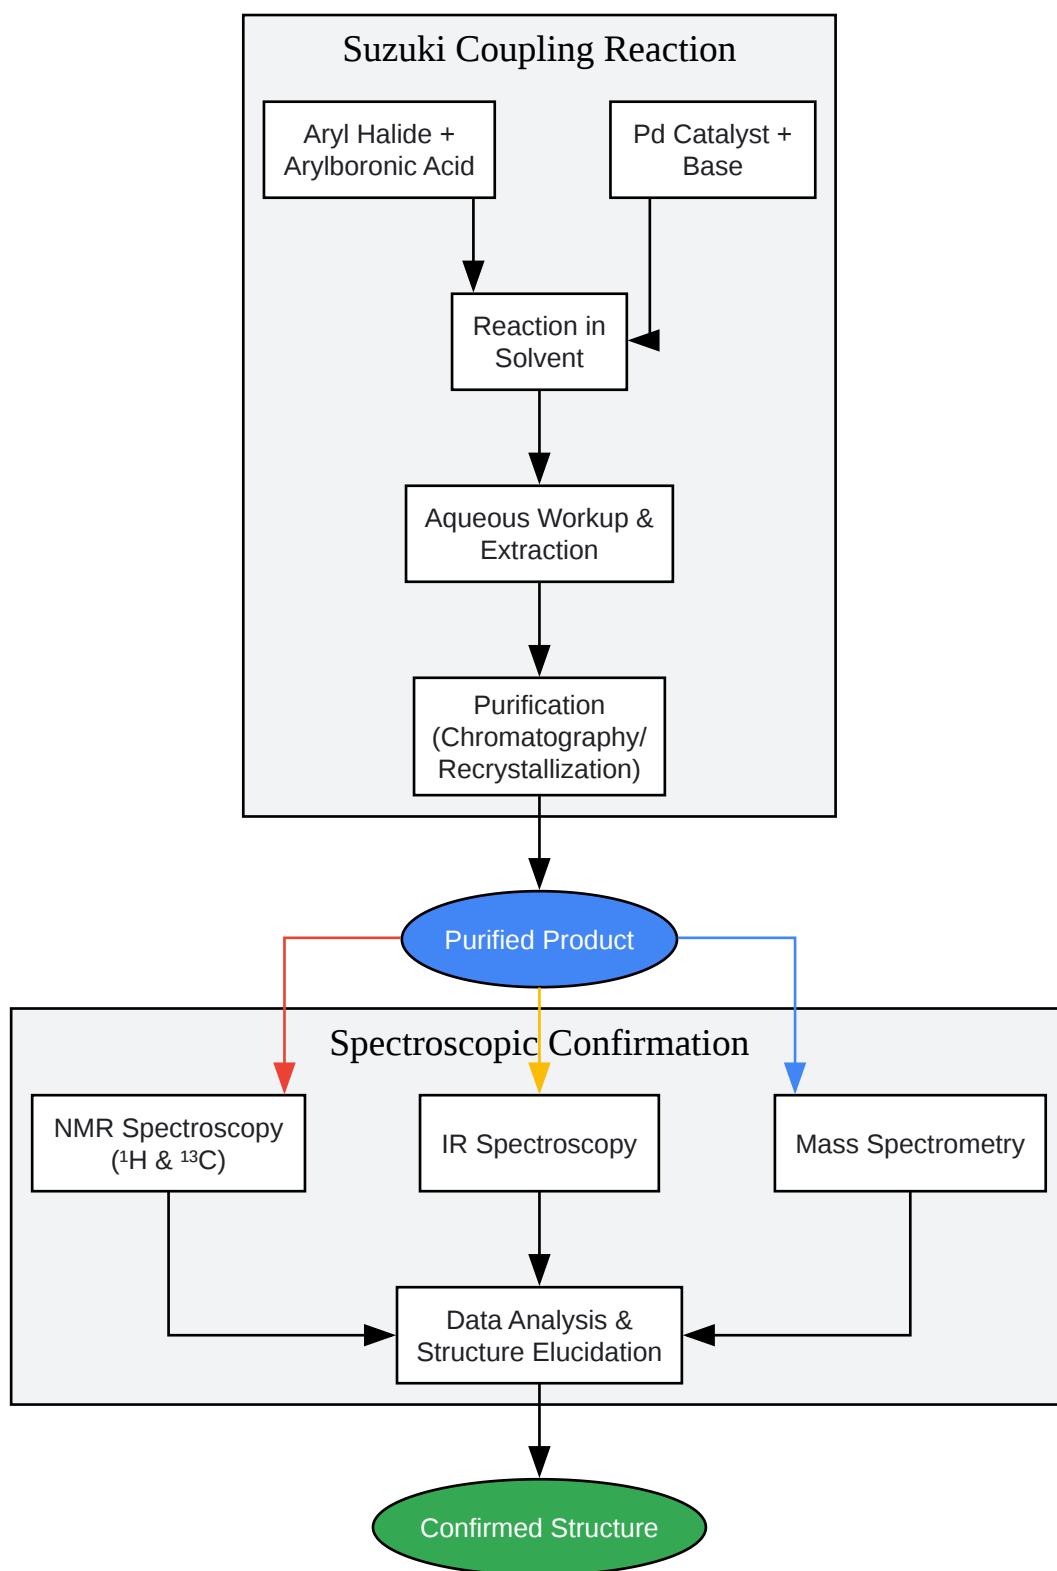 Suzuki Coupling Reaction
Aryl Halide +
Arylboronic Acid
Pd Catalyst +
Base
Reaction in
Solvent
Aqueous Workup &
Extraction
Purification
(Chromatography/
Recrystallization)
Purified Product
Spectroscopic Confirmation
NMR Spectroscopy
(¹H & ¹³C)
IR Spectroscopy
Mass Spectrometry
Data Analysis &
Structure Elucidation
Confirmed Structure